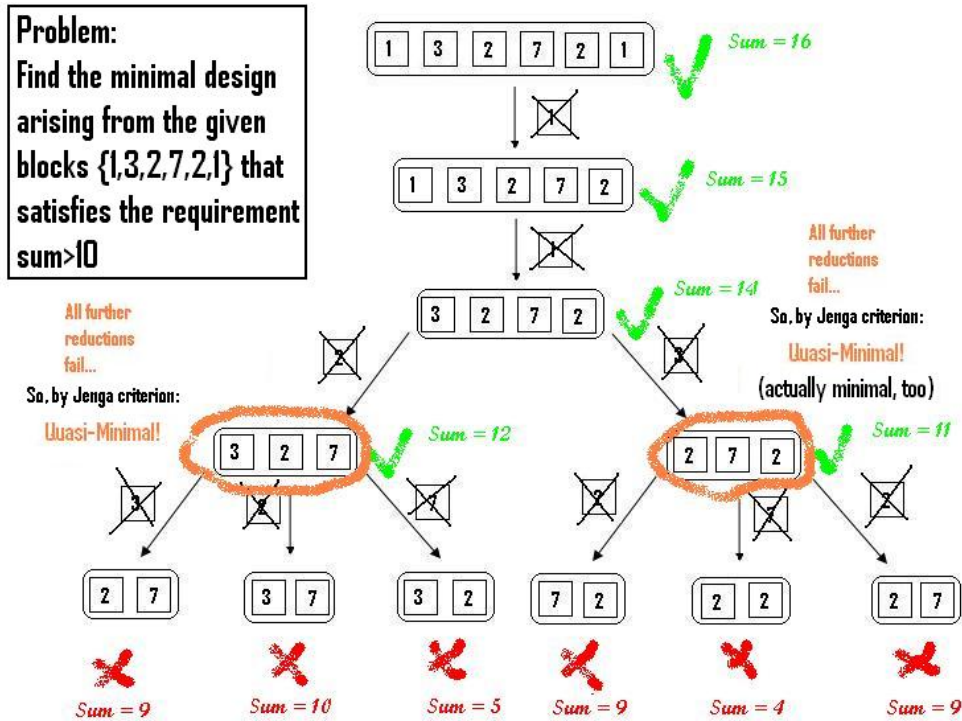 Problem:
Find the minimal design
arising from the given
blocks {1,3,2,7,2,1} that
satisfies the requirement
sum>10
1 3 2 7 2 1
Sum = 16
1
1 3 2 7 2
Sum = 15
1
3 2 7 2
Sum = 14
All further
reductions
fail...
So, by Jenga criterion:
Quasi-Minimal!
2
3
All further
reductions
fail...
So, by Jenga criterion:
Quasi-Minimal!
(actually minimal, too)
3 2 7
Sum = 12
2 7 2
Sum = 11
3
2
7
2
7
2
2 7
3 7
3 2
7 2
2 2
2 7
Sum = 9
Sum = 10
Sum = 5
Sum = 9
Sum = 4
Sum = 9